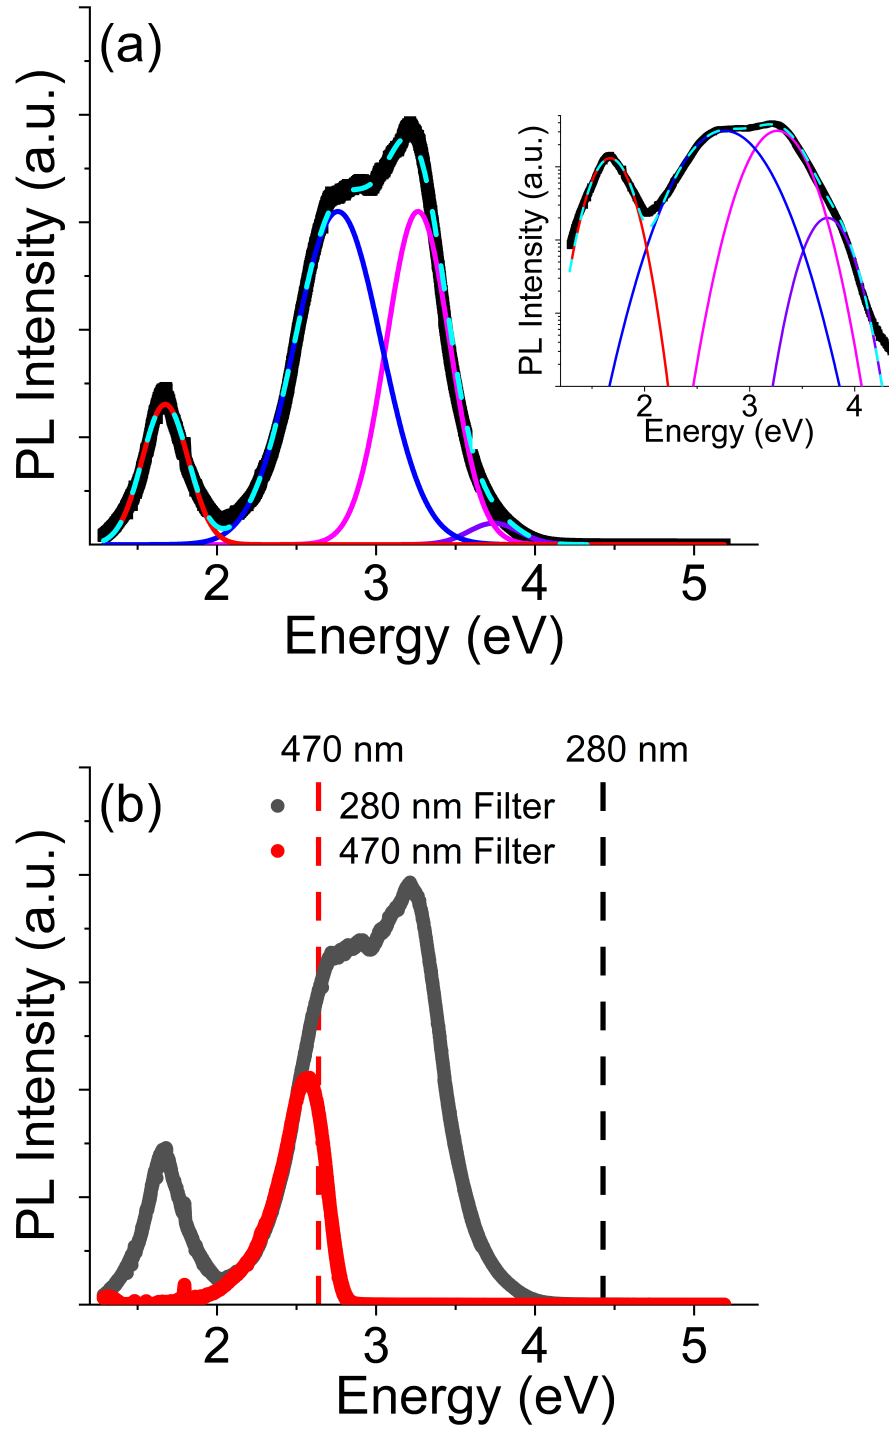 (a)
PL Intensity (a.u.)
2 3 4 5
Energy (eV)
PL Intensity (a.u.)
2 3 4
Energy (eV)
470 nm 280 nm
(b)
280 nm Filter
470 nm Filter
PL Intensity (a.u.)
2 3 4 5
Energy (eV)